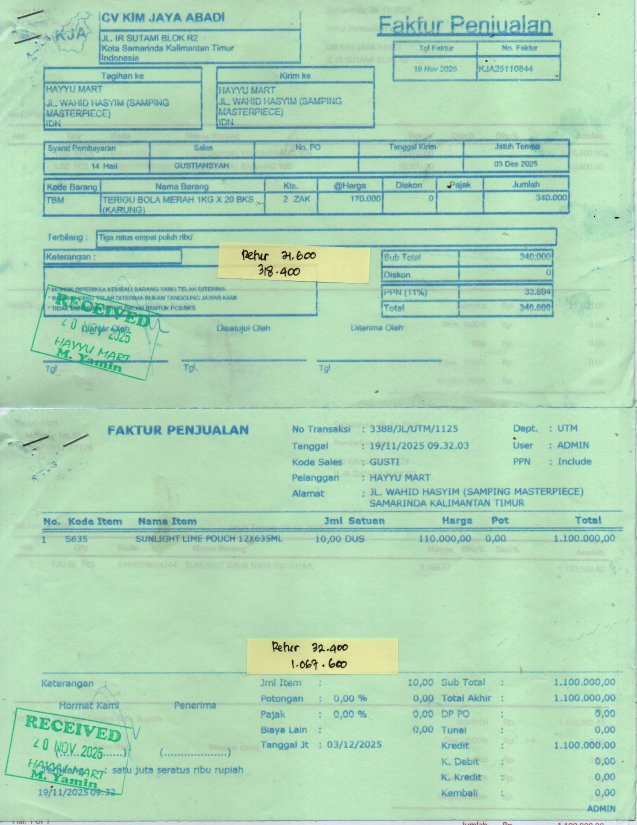 KJA
CV KIM JAYA ABADI
JL. IR SUTAMI BLOK R2
Kota Samarinda Kalimantan Timur
Indonesia
Faktur Penjualan
Tgl Faktur No. Faktur
19 Nov 2025 KJA25110844
Tagihan ke Kirim ke
HAYYU MART HAYYU MART
JL. WAHID HASYIM (SAMPING JL. WAHID HASYIM (SAMPING
MASTERPIECE) MASTERPIECE)
IDN IDN
Syarat Pembayaran Sales No. PO Tanggal Kirim Jatuh Tempo
14 Hari GUSTIANSYAH 03 Des 2025
Kode Barang Nama Barang Kts. @Harga Diskon Pajak Jumlah
TBM TERIGU BOLA MERAH 1KG X 20 BKS 2 ZAK 170.000 0 340.000
(KARUNG)
Terbilang : Tiga ratus empat puluh ribu
Keterangan :
Retur 21.600
318.400
Sub Total 340.000
Diskon 0
PPN (11%) 33.694
Total 340.000
DIPERIKSA KEMBALI BARANG YANG TELAH DITERIMA
YANG TELAH DITERIMA BUKAN TANGGUNG JAWAB KAMI
RECEIVED
20 NOV 2025
HAYYU MART
M. Yamin
Disetujui Oleh Diterima Oleh
Tgl Tgl. Tgl
FAKTUR PENJUALAN
No Transaksi : 3388/JL/UTM/1125 Dept. : UTM
Tanggal : 19/11/2025 09.32.03 User : ADMIN
Kode Sales : GUSTI PPN : Include
Pelanggan : HAYYU MART
Alamat : JL. WAHID HASYIM (SAMPING MASTERPIECE)
SAMARINDA KALIMANTAN TIMUR
No. Kode Item Nama Item Jml Satuan Harga Pot Total
1 S635 SUNLIGHT LIME POUCH 12X635ML 10,00 DUS 110.000,00 0,00 1.100.000,00
Retur 32.400
1.067.600
Keterangan :
Hormat Kami Penerima
Jml Item : 10,00 Sub Total : 1.100.000,00
Potongan : 0,00 % 0,00 Total Akhir : 1.100.000,00
Pajak : 0,00 % 0,00 DP PO : 0,00
Biaya Lain : 0,00 Tunai : 0,00
Tanggal Jt : 03/12/2025 Kredit : 1.100.000,00
K. Debit : 0,00
K. Kredit : 0,00
Kembali : 0,00
ADMIN
RECEIVED
20 NOV 2025
HAYYU MART
M. Yamin
(....................)
: satu juta seratus ribu rupiah
19/11/2025 09.32